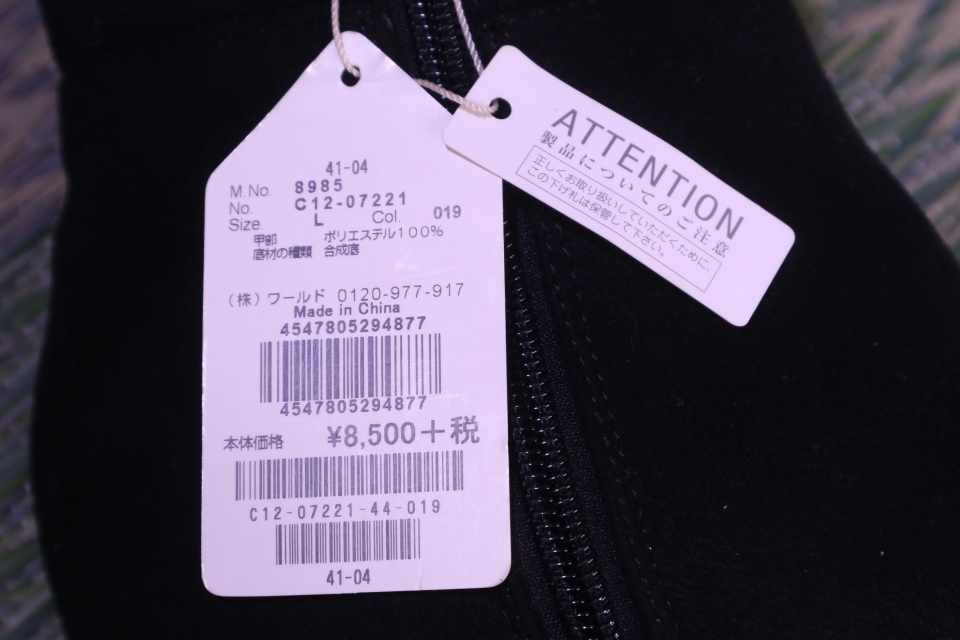 41-04
M.No. 8985
No. C12-07221
Size. L Col. 019
甲部 ポリエステル100%
底材の種類 合成底
(株) ワールド 0120-977-917
Made in China
4547805294877
4547805294877
本体価格 ¥8,500+税
C12-07221-44-019
41-04
ATTENTION
製品についてのご注意
正しくお取り扱いしていただくために、
この下げ札は保管して下さい。